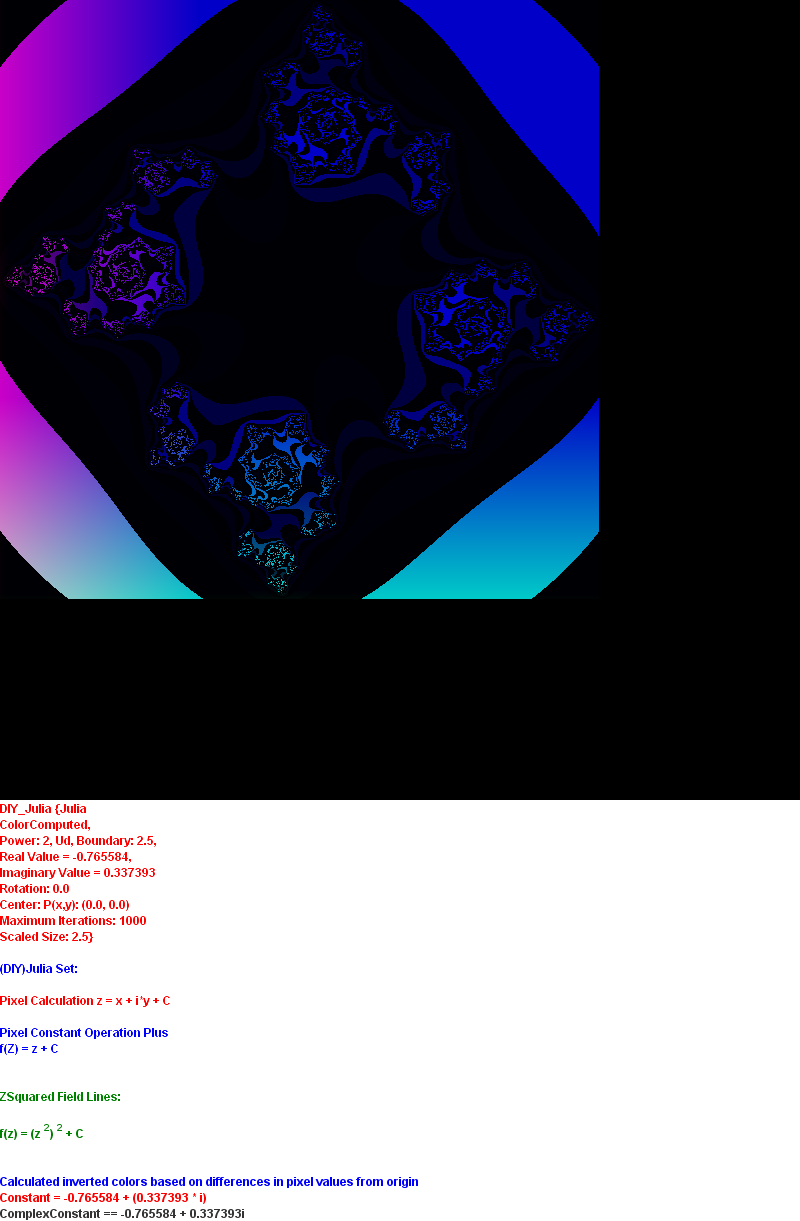 DIY_Julia {Julia
ColorComputed,
Power: 2, Ud, Boundary: 2.5,
Real Value = -0.765584,
Imaginary Value = 0.337393
Rotation: 0.0
Center: P(x,y): (0.0, 0.0)
Maximum Iterations: 1000
Scaled Size: 2.5}
(DIY)Julia Set:
Pixel Calculation z = x + i*y + C
Pixel Constant Operation Plus
f(Z) = z + C
ZSquared Field Lines:
f(z) = (z ²) ² + C
Calculated inverted colors based on differences in pixel values from origin
Constant = -0.765584 + (0.337393 * i)
ComplexConstant == -0.765584 + 0.337393i